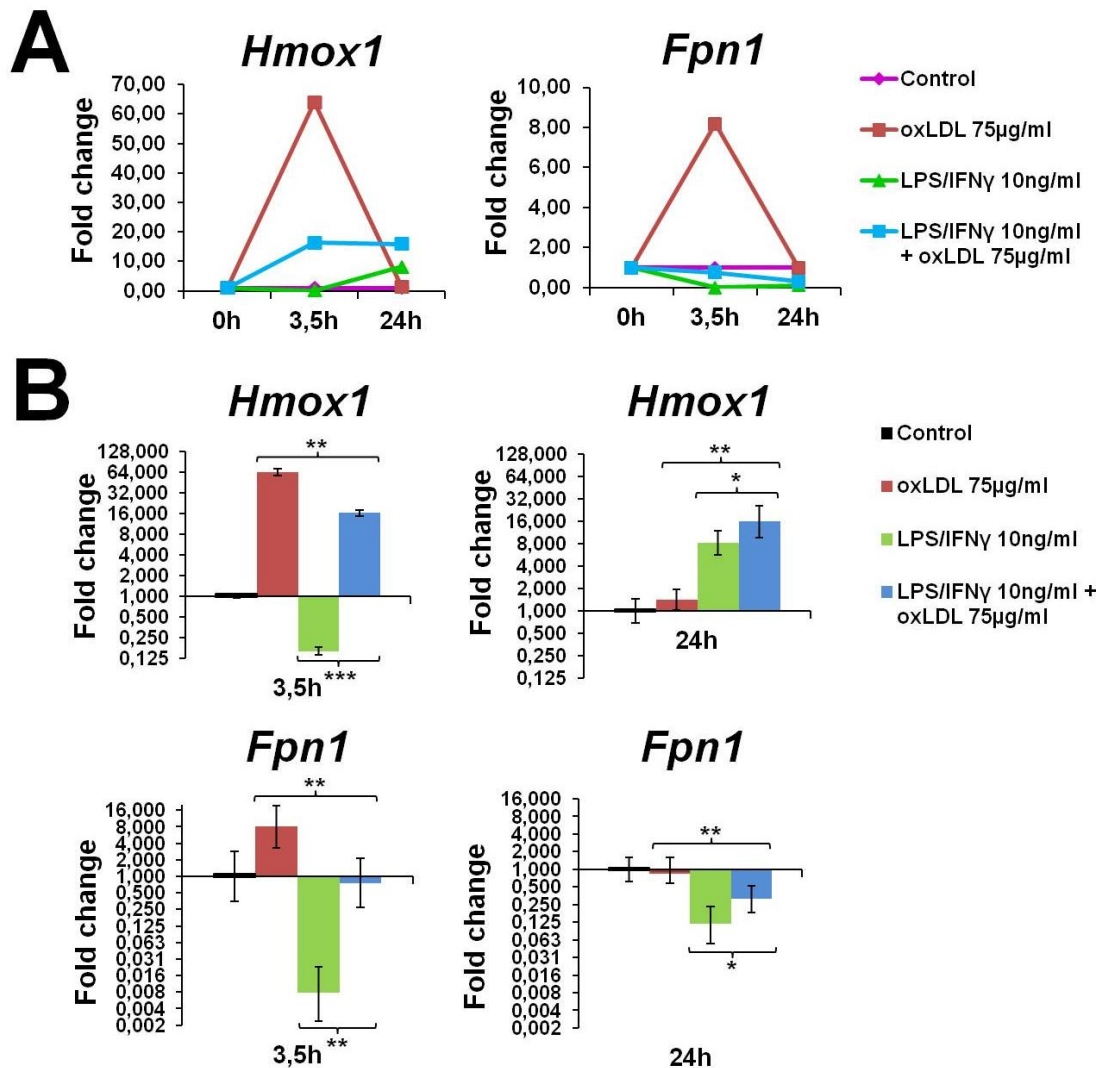 A
Hmox1
Fold change
70,00
60,00
50,00
40,00
30,00
20,00
10,00
0,00
0h 3,5h 24h
Fpn1
Fold change
10,00
8,00
6,00
4,00
2,00
0,00
0h 3,5h 24h
Control
oxLDL 75µg/ml
LPS/IFNγ 10ng/ml
LPS/IFNγ 10ng/ml
+ oxLDL 75µg/ml
B
Hmox1
Fold change
128,000
64,000
32,000
16,000
8,000
4,000
2,000
1,000
0,500
0,250
0,125
**
***
3,5h
Hmox1
Fold change
128,000
64,000
32,000
16,000
8,000
4,000
2,000
1,000
0,500
0,250
0,125
**
*
24h
Control
oxLDL 75µg/ml
LPS/IFNγ 10ng/ml
LPS/IFNγ 10ng/ml +
oxLDL 75µg/ml
Fpn1
Fold change
16,000
8,000
4,000
2,000
1,000
0,500
0,250
0,125
0,063
0,031
0,016
0,008
0,004
0,002
**
**
3,5h
Fpn1
Fold change
16,000
8,000
4,000
2,000
1,000
0,500
0,250
0,125
0,063
0,031
0,016
0,008
0,004
0,002
**
*
24h